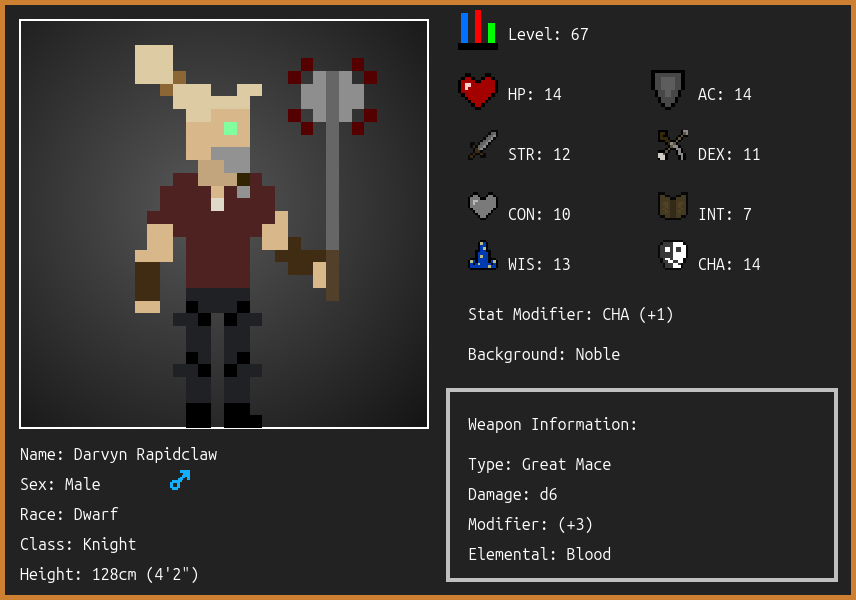 Level: 67
HP: 14
AC: 14
STR: 12
DEX: 11
CON: 10
INT: 7
WIS: 13
CHA: 14
Stat Modifier: CHA (+1)
Background: Noble
Weapon Information:
Type: Great Mace
Damage: d6
Modifier: (+3)
Elemental: Blood
Name: Darvyn Rapidclaw
Sex: Male
Race: Dwarf
Class: Knight
Height: 128cm (4'2")